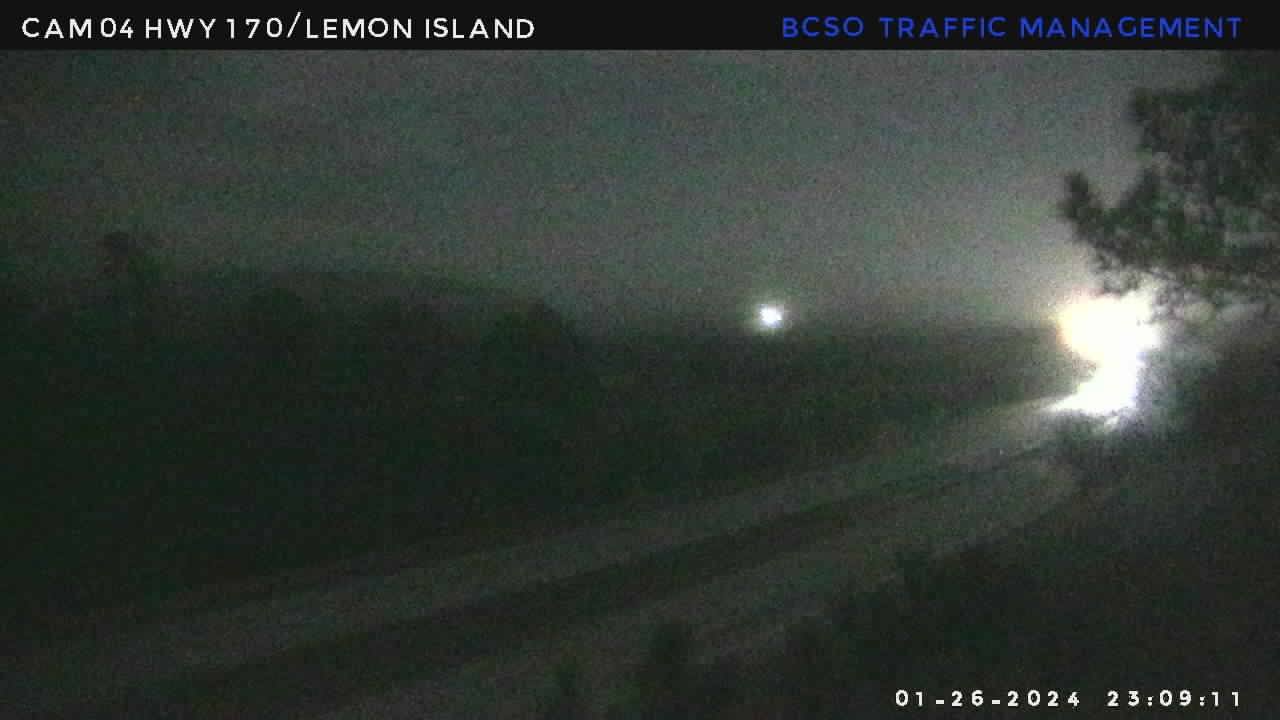 CAM 04 HWY 170/LEMON ISLAND
BCSO TRAFFIC MANAGEMENT
01-26-2024 23:09:11